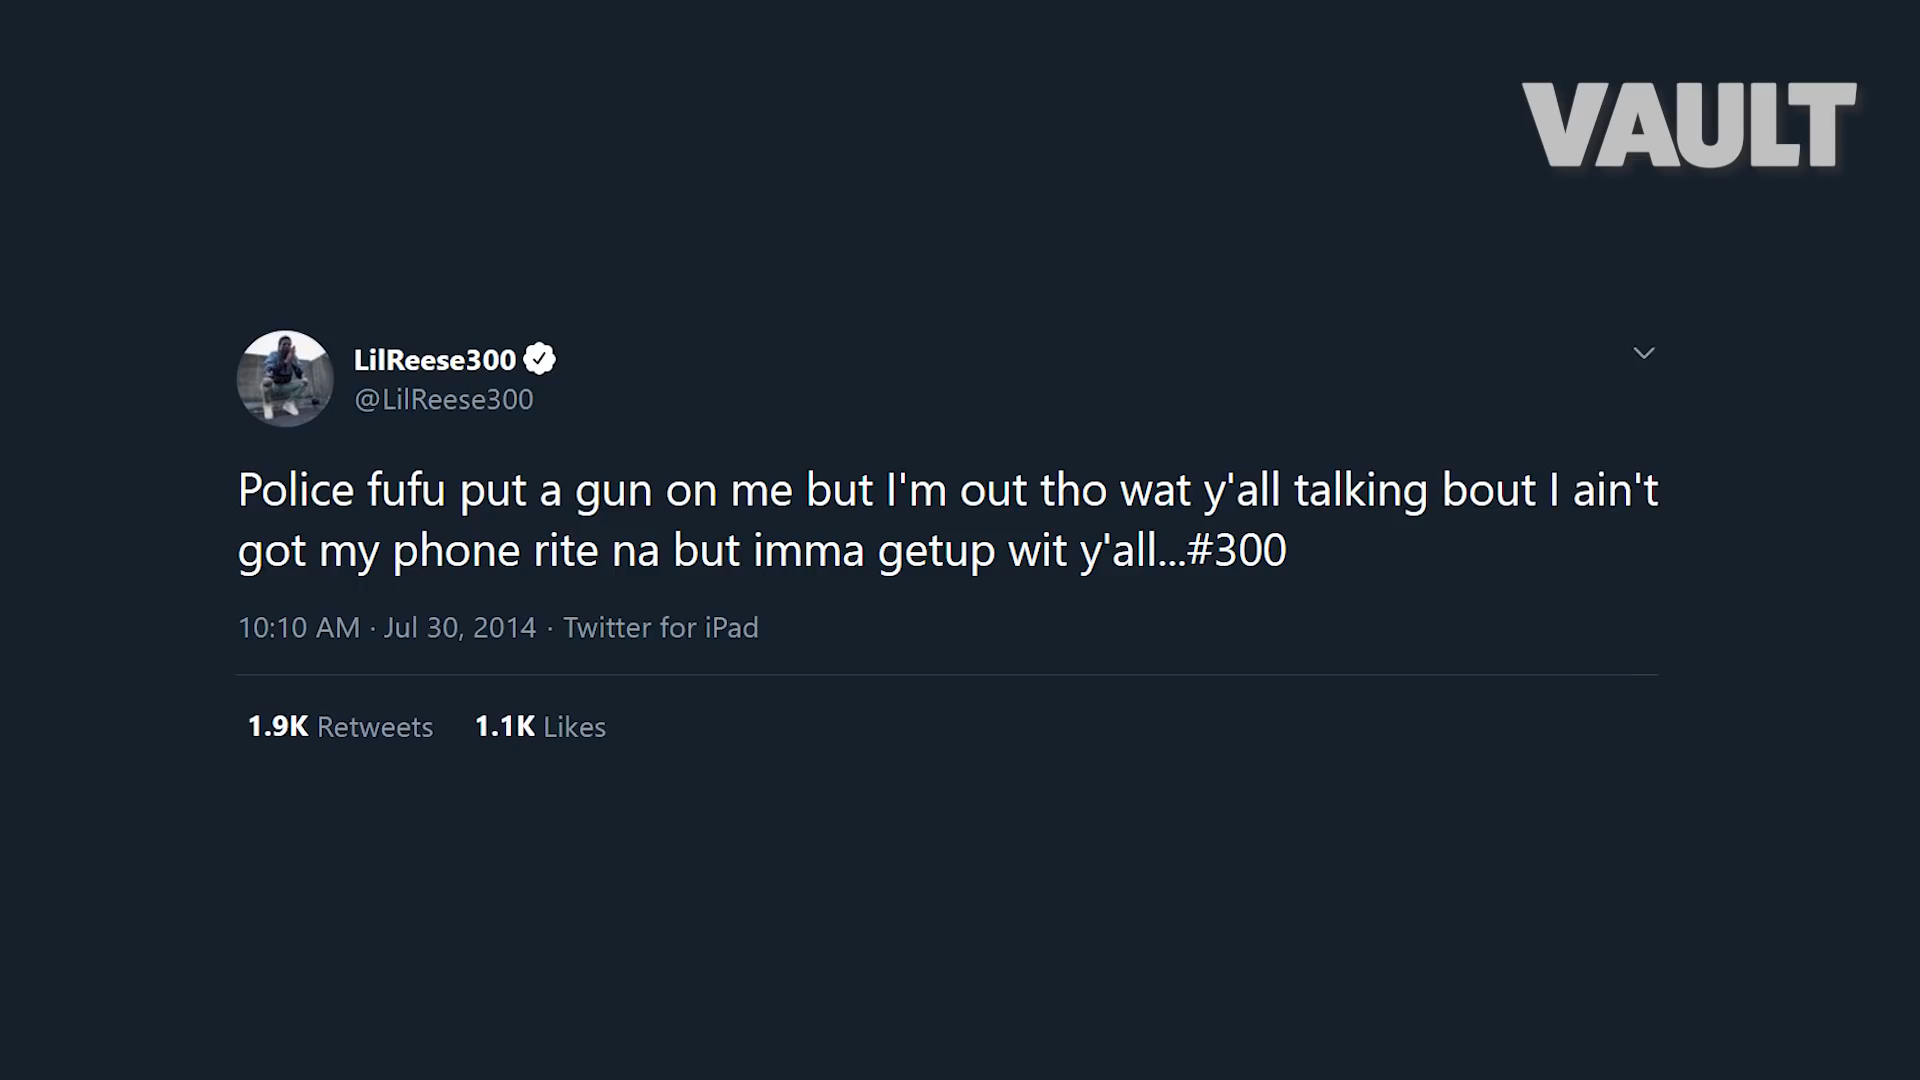 VAULT
LilReese300
@LilReese300
Police fufu put a gun on me but I'm out tho wat y'all talking bout I ain't
got my phone rite na but imma getup wit y'all...#300
10:10 AM · Jul 30, 2014 · Twitter for iPad
1.9K Retweets 1.1K Likes